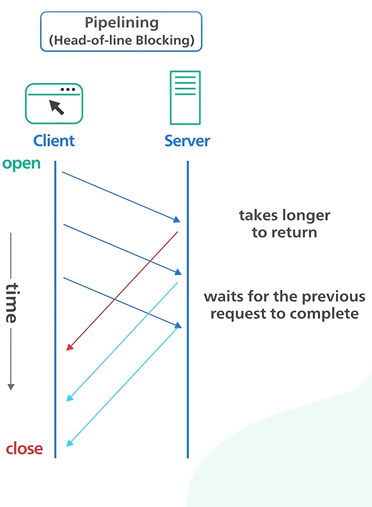 Pipelining
(Head-of-line Blocking)
Client
Server
open
takes longer
to return
time
waits for the previous
request to complete
close